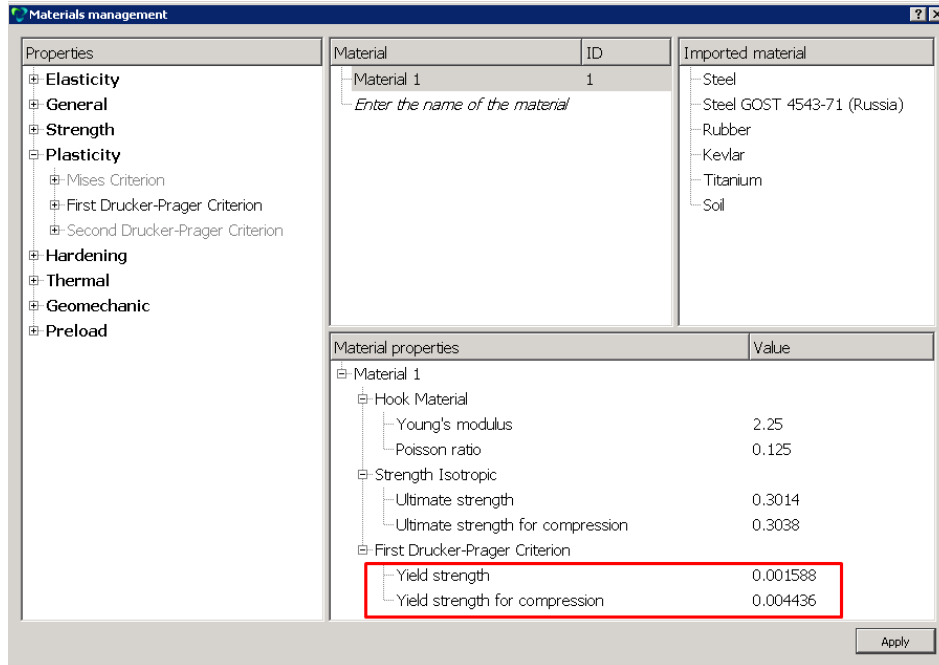 Materials management
Properties
Elasticity
General
Strength
Plasticity
Mises Criterion
First Drucker-Prager Criterion
Second Drucker-Prager Criterion
Hardening
Thermal
Geomechanic
Preload
Material ID
Material 1 1
Enter the name of the material
Imported material
Steel
Steel GOST 4543-71 (Russia)
Rubber
Kevlar
Titanium
Soil
Material properties Value
Material 1
Hook Material
Young's modulus 2.25
Poisson ratio 0.125
Strength Isotropic
Ultimate strength 0.3014
Ultimate strength for compression 0.3038
First Drucker-Prager Criterion
Yield strength 0.001588
Yield strength for compression 0.004436
Apply